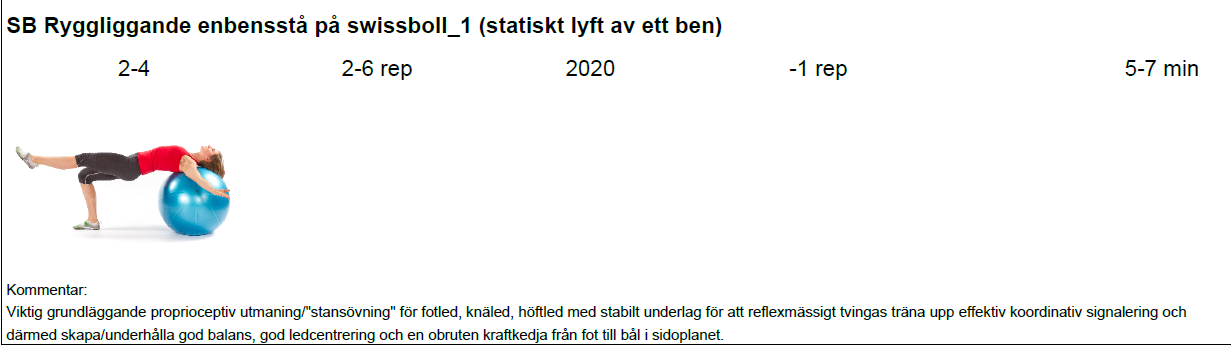 SB Ryggliggande enbensstå på swissboll_1 (statiskt lyft av ett ben)
2-4 2-6 rep 2020 -1 rep 5-7 min
Kommentar:
Viktig grundläggande proprioceptiv utmaning/"stansövning" för fotled, knäled, höftled med stabilt underlag för att reflexmässigt tvingas träna upp effektiv koordinativ signalering och
därmed skapa/underhålla god balans, god ledcentrering och en obruten kraftkedja från fot till bål i sidoplanet.